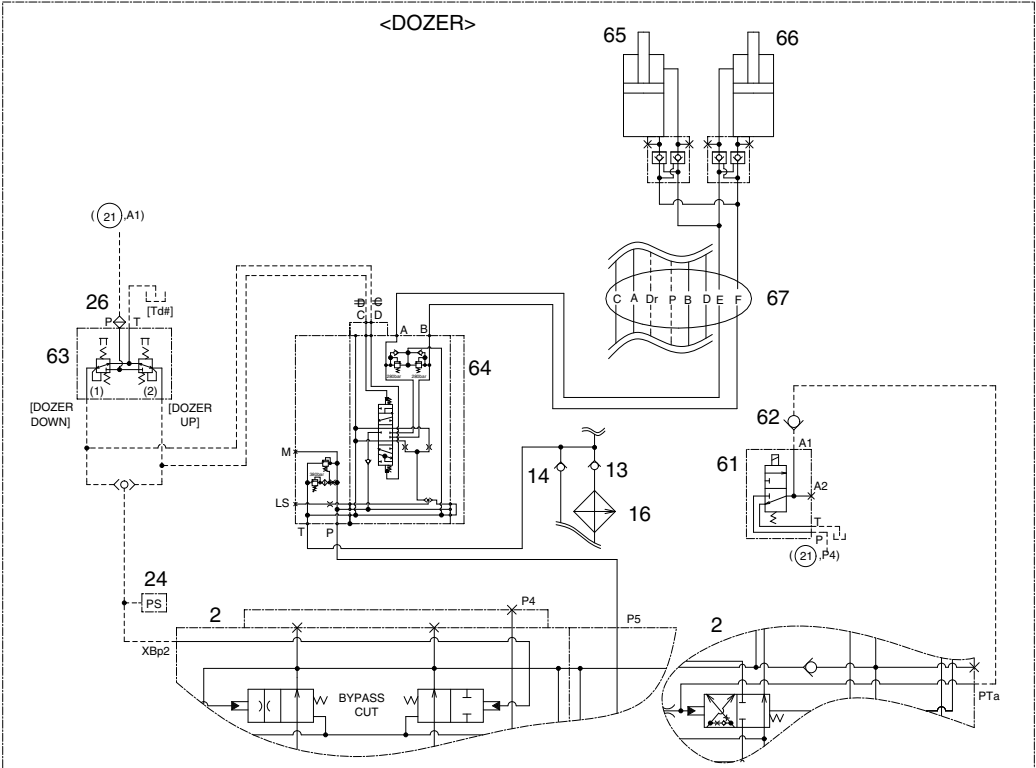 <DOZER>
65
66
( 21 ,A1)
26
P
T
[Td#]
63
(1)
(2)
[DOZER
DOWN]
[DOZER
UP]
D C
C D
A
B
64
M
LS
T
P
C A Dr P B D E F
67
62
A1
61
A2
T
P
( 21 ,P4)
14
13
16
24
PS
2
P4
P5
XBp2
BYPASS
CUT
2
PTa